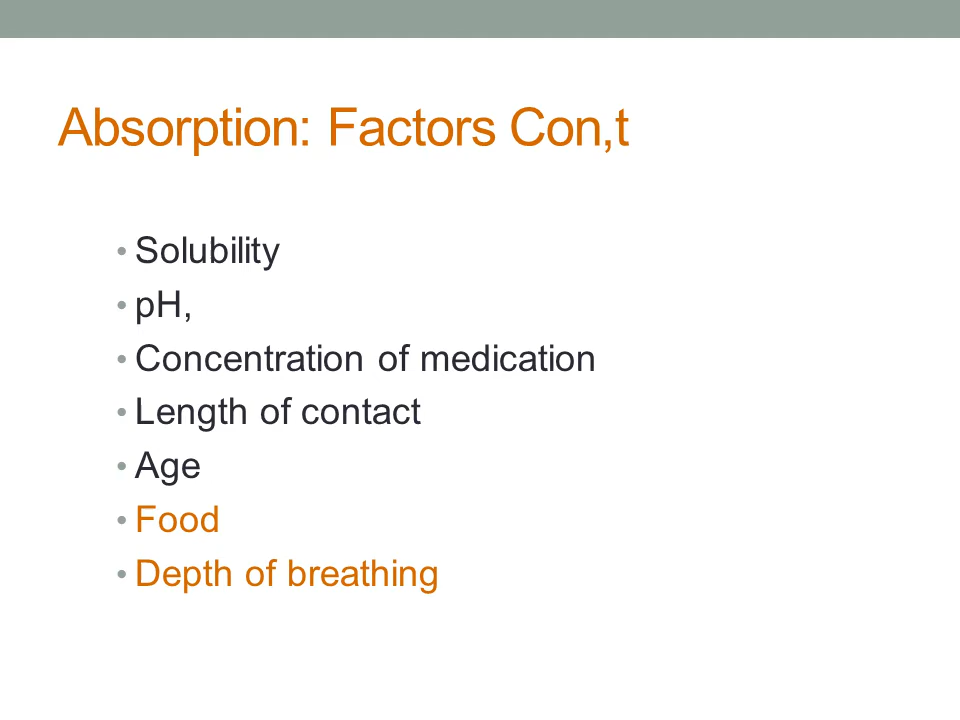 Absorption: Factors Con,t
• Solubility
• pH,
• Concentration of medication
• Length of contact
• Age
• Food
• Depth of breathing